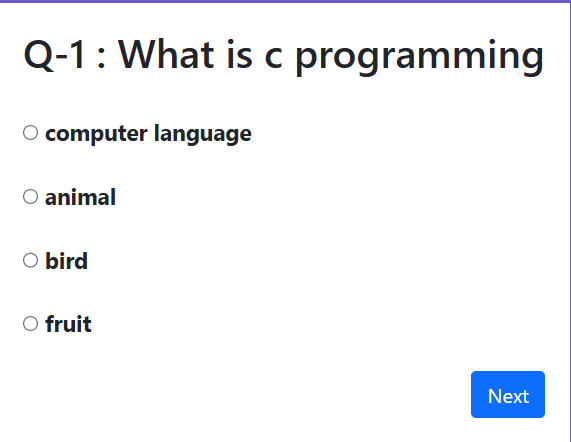 Q-1 : What is c programming
computer language
animal
bird
fruit
Next